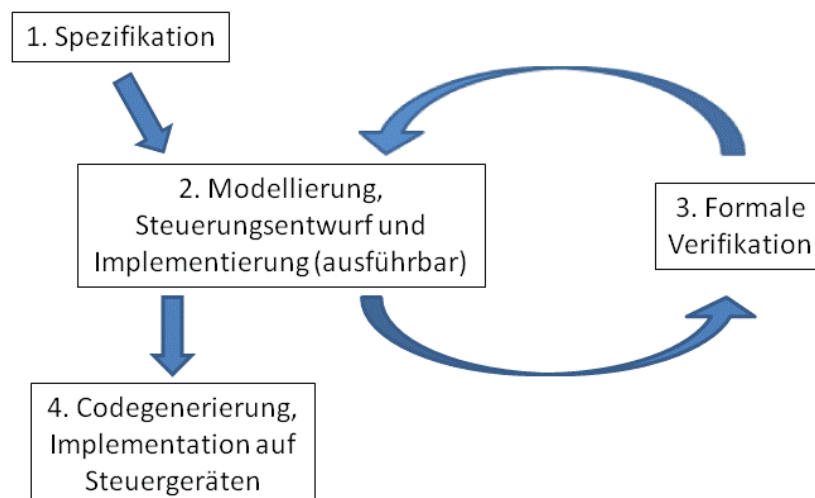 1. Spezifikation
2. Modellierung,
Steuerungsentwurf und
Implementierung (ausführbar)
3. Formale
Verifikation
4. Codegenerierung,
Implementation auf
Steuergeräten